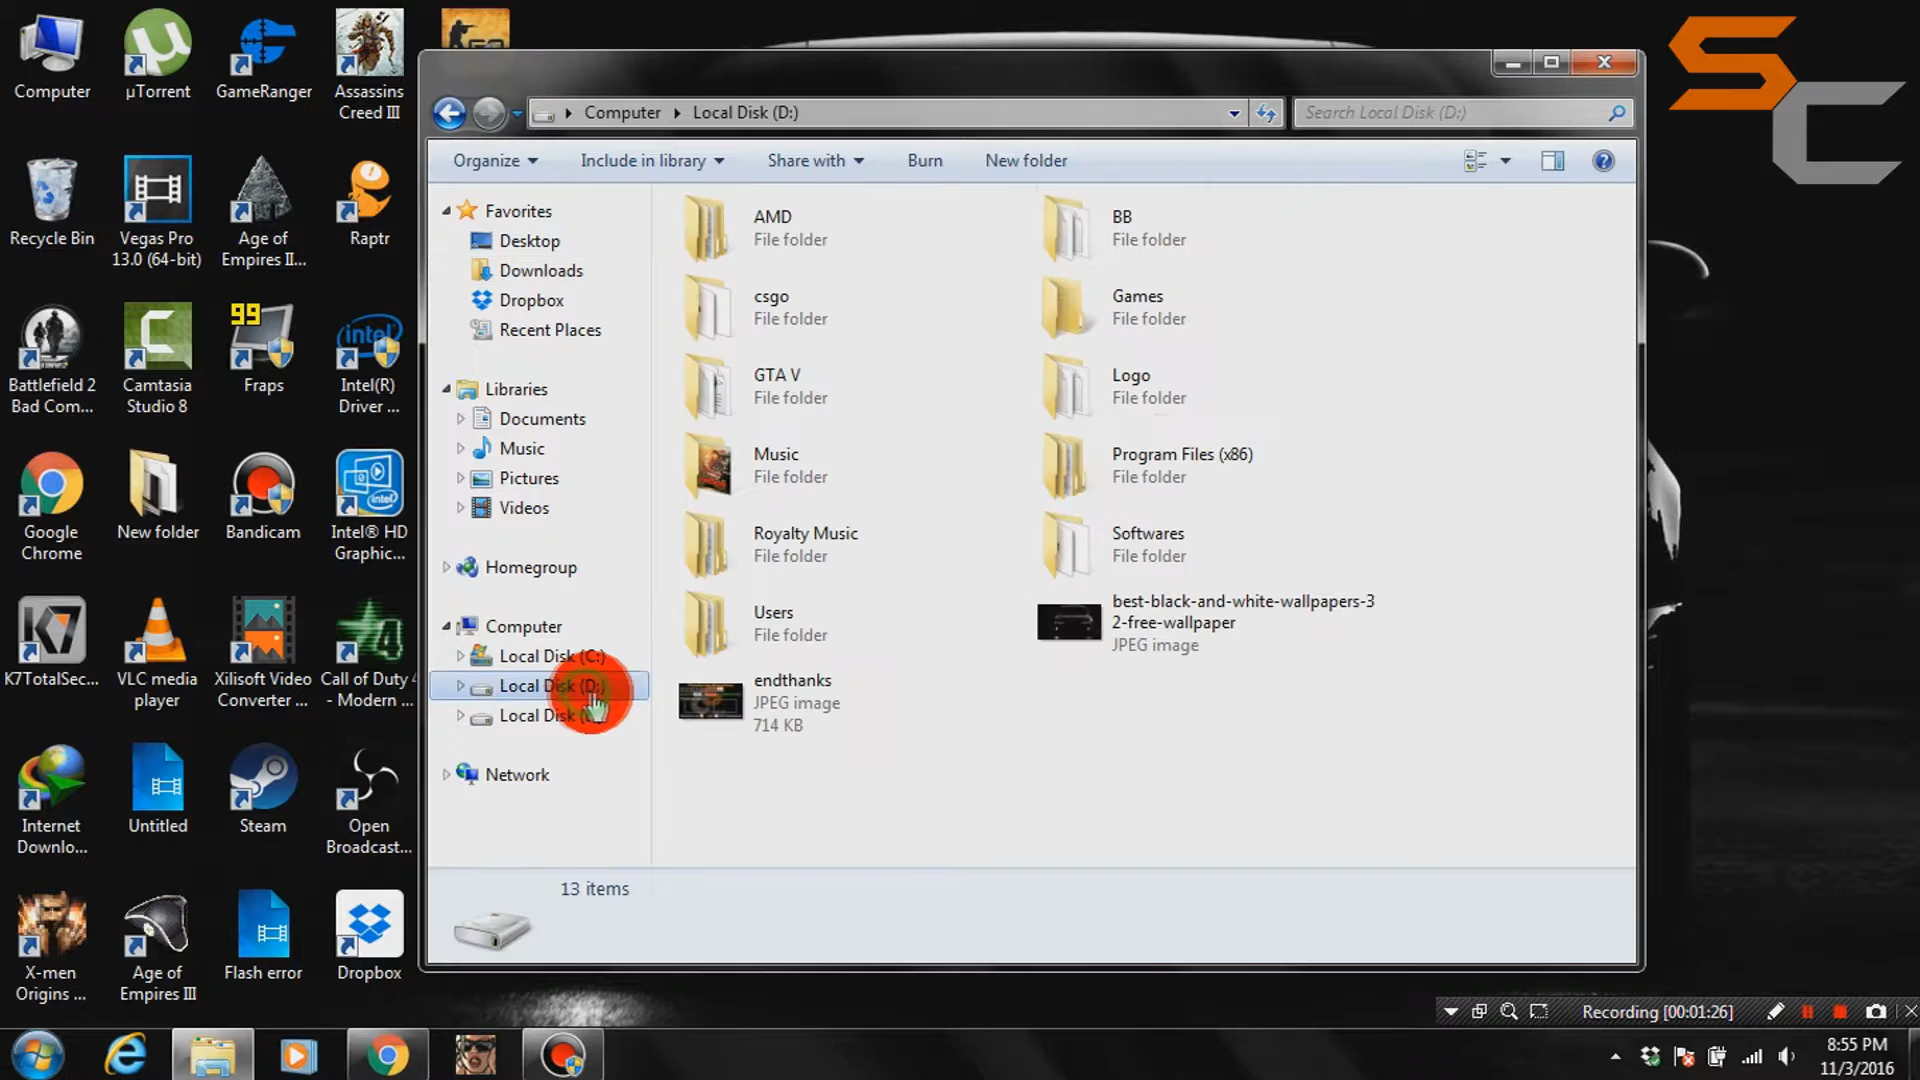 Computer
µTorrent
GameRanger
Assassins
Creed III
Recycle Bin
Vegas Pro
13.0 (64-bit)
Age of
Empires II...
Raptr
Battlefield 2
Bad Com...
Camtasia
Studio 8
99
Fraps
Intel(R)
Driver ...
Google
Chrome
New folder
Bandicam
Intel® HD
Graphic...
K7TotalSec...
VLC media
player
Xilisoft Video
Converter ...
Call of Duty 4
- Modern ...
Internet
Downlo...
Untitled
Steam
Open
Broadcast...
X-men
Origins ...
Age of
Empires III
Flash error
Dropbox
Computer
Local Disk (D:)
Search Local Disk (D:)
Organize
Include in library
Share with
Burn
New folder
Favorites
Desktop
Downloads
Dropbox
Recent Places
Libraries
Documents
Music
Pictures
Videos
Homegroup
Computer
Local Disk (C:)
Local Disk (D:)
Local Disk
Network
AMD
File folder
BB
File folder
csgo
File folder
Games
File folder
GTA V
File folder
Logo
File folder
Music
File folder
Program Files (x86)
File folder
Royalty Music
File folder
Softwares
File folder
Users
File folder
best-black-and-white-wallpapers-3
2-free-wallpaper
JPEG image
endthanks
JPEG image
714 KB
13 items
SC
Recording [00:01:26]
8:55 PM
11/3/2016